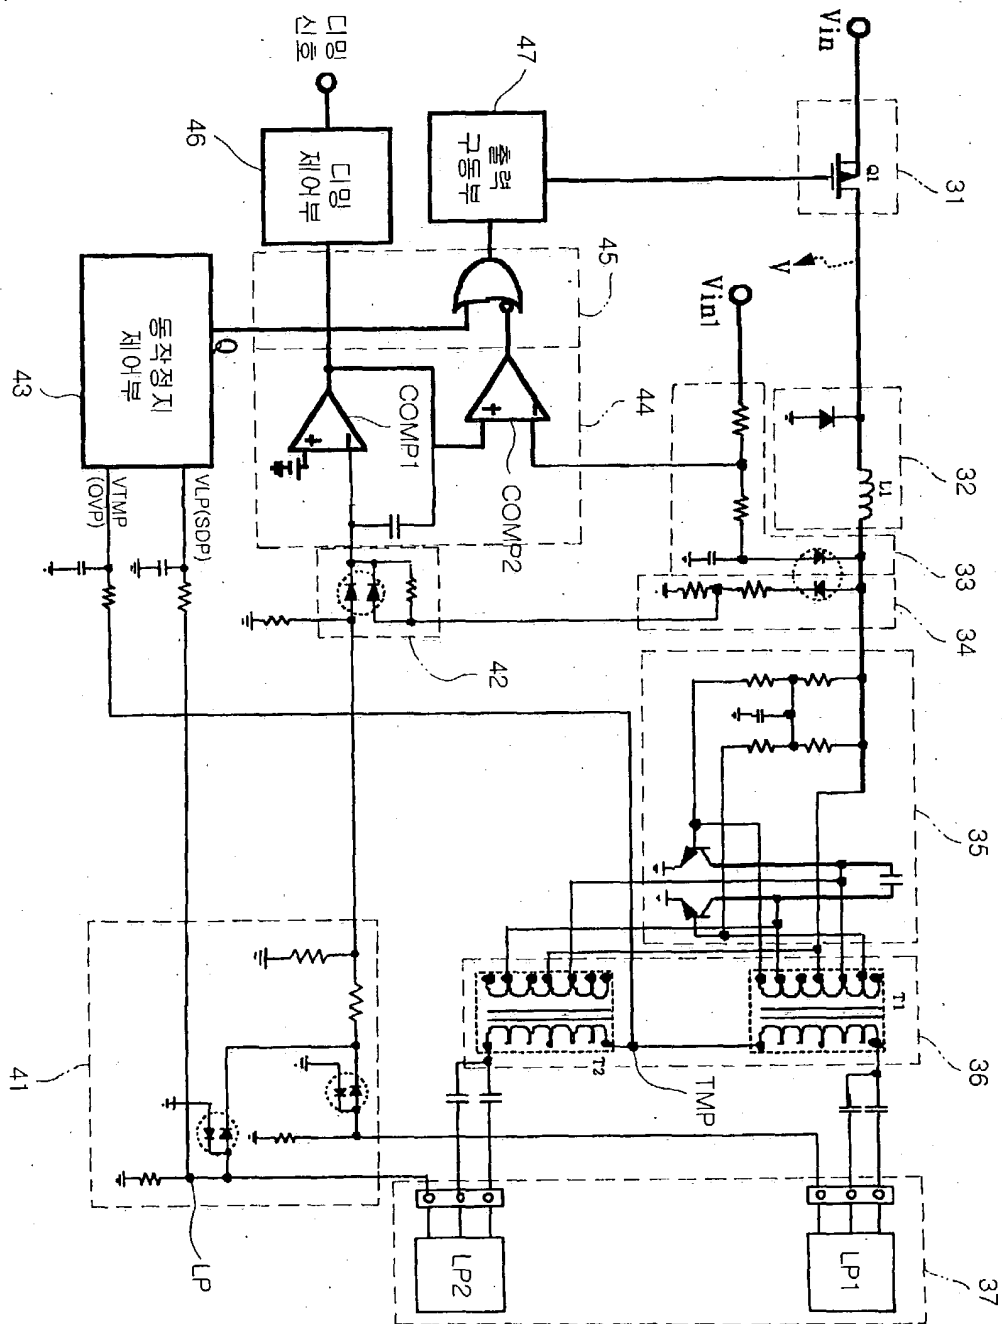 Vin
Q1
31
V
Vin1
L1
32
33
34
35
T1
36
LP1
37
47
출력
구동부
45
44
COMP2
COMP1
42
T2
TMP
LP2
디밍
신호
46
디밍
제어부
동작정지
제어부
Q
43
VLP(SDP)
VTMP
(OVP)
41
LP